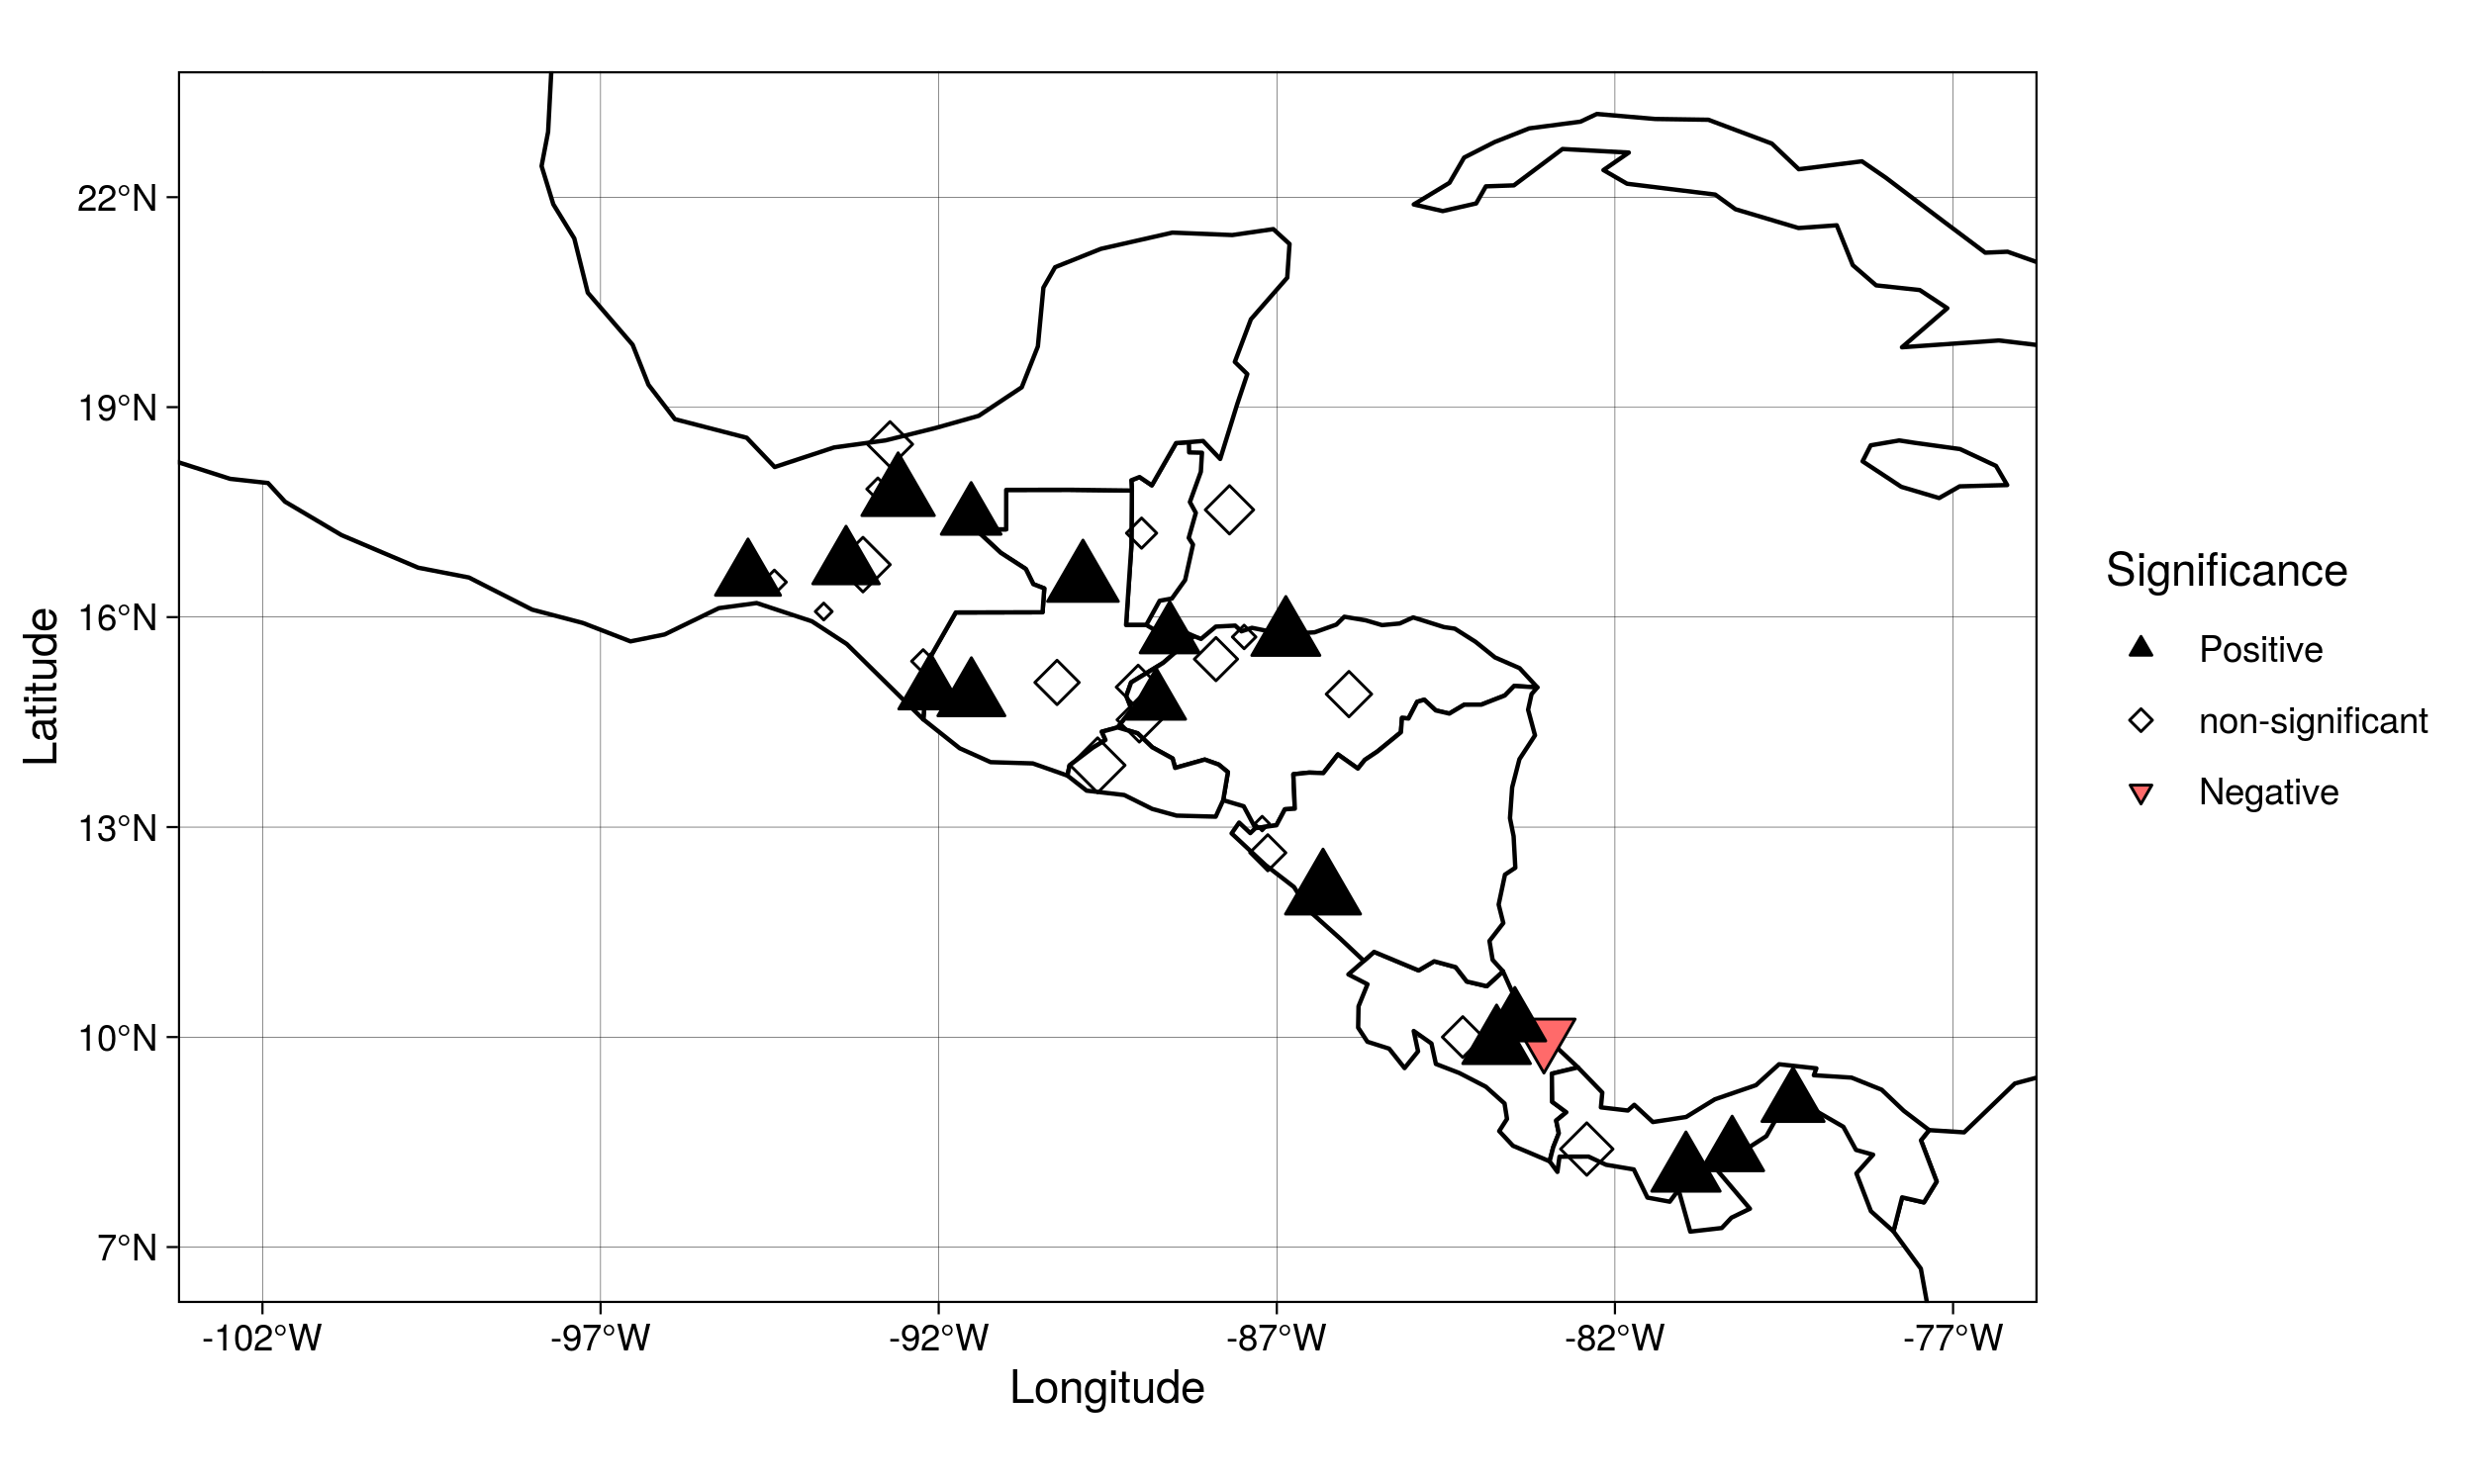 22°N
19°N
16°N
13°N
10°N
7°N
Latitude
-102°W
-97°W
-92°W
-87°W
-82°W
-77°W
Longitude
Significance
Positive
non-significant
Negative